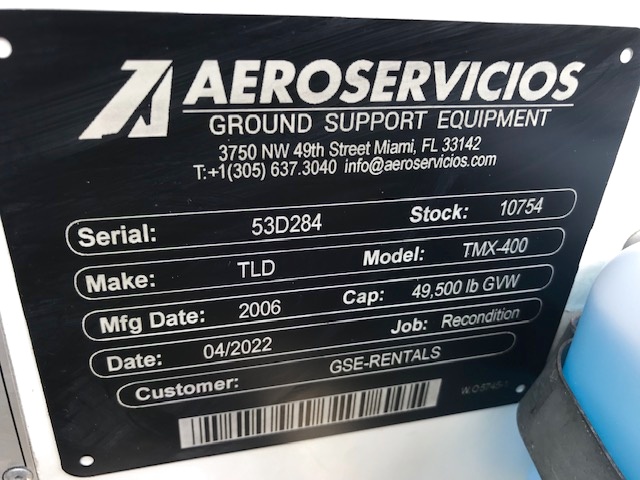 AEROSERVICIOS
GROUND SUPPORT EQUIPMENT
3750 NW 49th Street Miami, FL 33142
T:+1(305) 637.3040 info@aeroservicios.com
Serial: 53D284 Stock: 10754
Make: TLD Model: TMX-400
Mfg Date: 2006 Cap: 49,500 lb GVW
Date: 04/2022 Job: Recondition
Customer: GSE-RENTALS